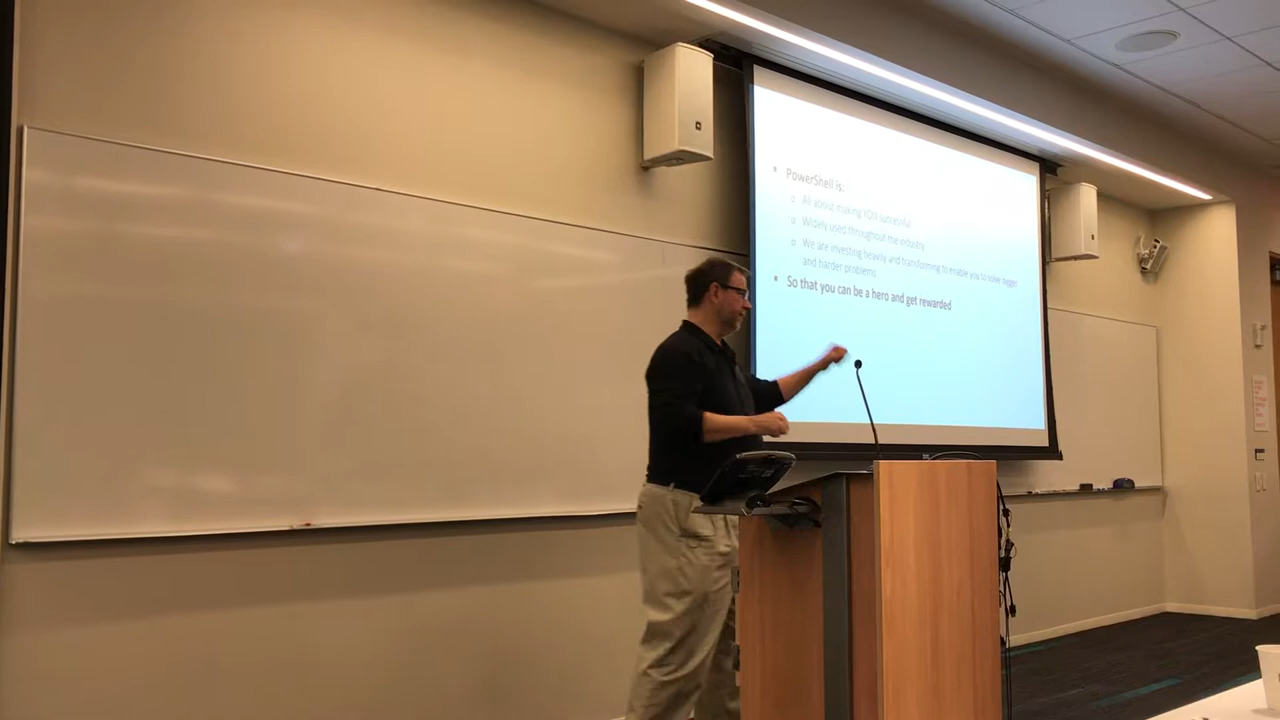 PowerShell is:
All about making YOU successful
Widely used throughout the industry
We are investing heavily and transforming to enable you to solve bigger
and harder problems
So that you can be a hero and get rewarded